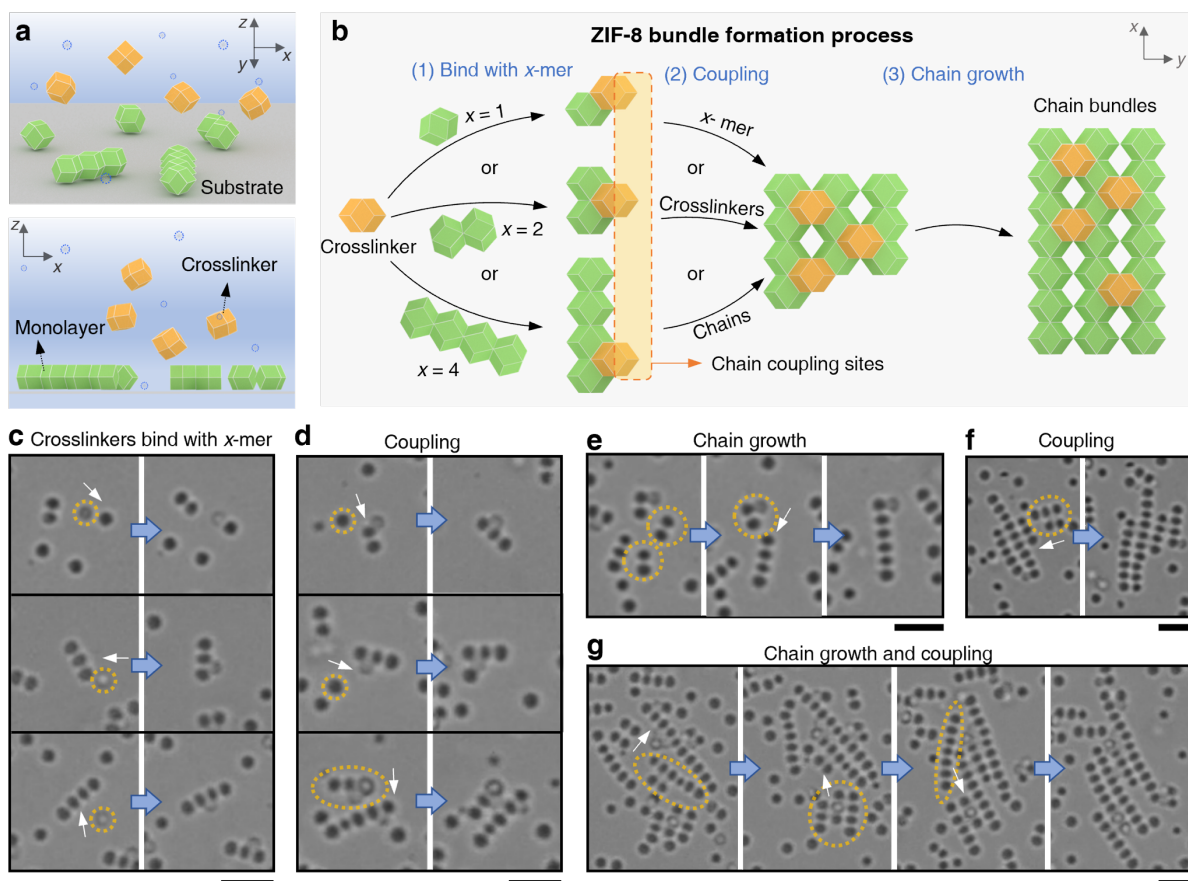 a
z
x
y
Substrate
z
x
Crosslinker
Monolayer
b
ZIF-8 bundle formation process
x
y
(1) Bind with x-mer
(2) Coupling
(3) Chain growth
x = 1
or
Crosslinker
x = 2
or
x = 4
x- mer
or
Crosslinkers
or
Chains
Chain coupling sites
Chain bundles
c
Crosslinkers bind with x-mer
d
Coupling
e
Chain growth
f
Coupling
g
Chain growth and coupling